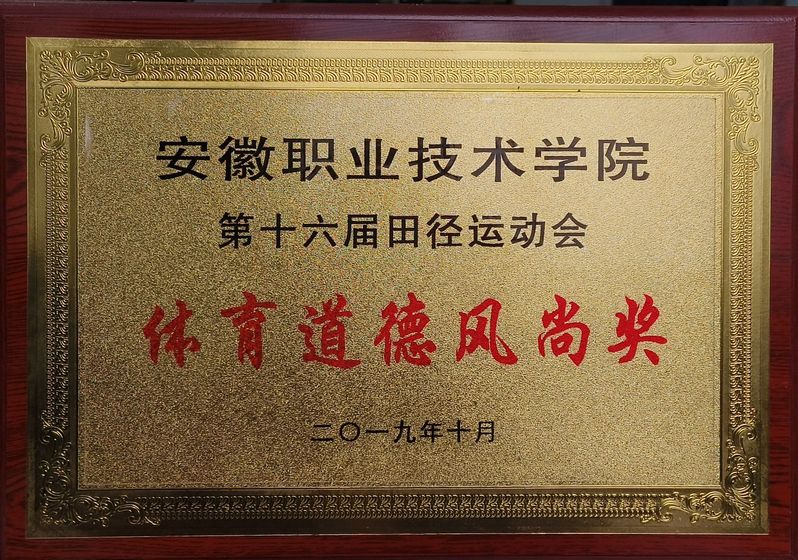 安徽职业技术学院
第十六届田径运动会
体育道德风尚奖
二〇一九年十月